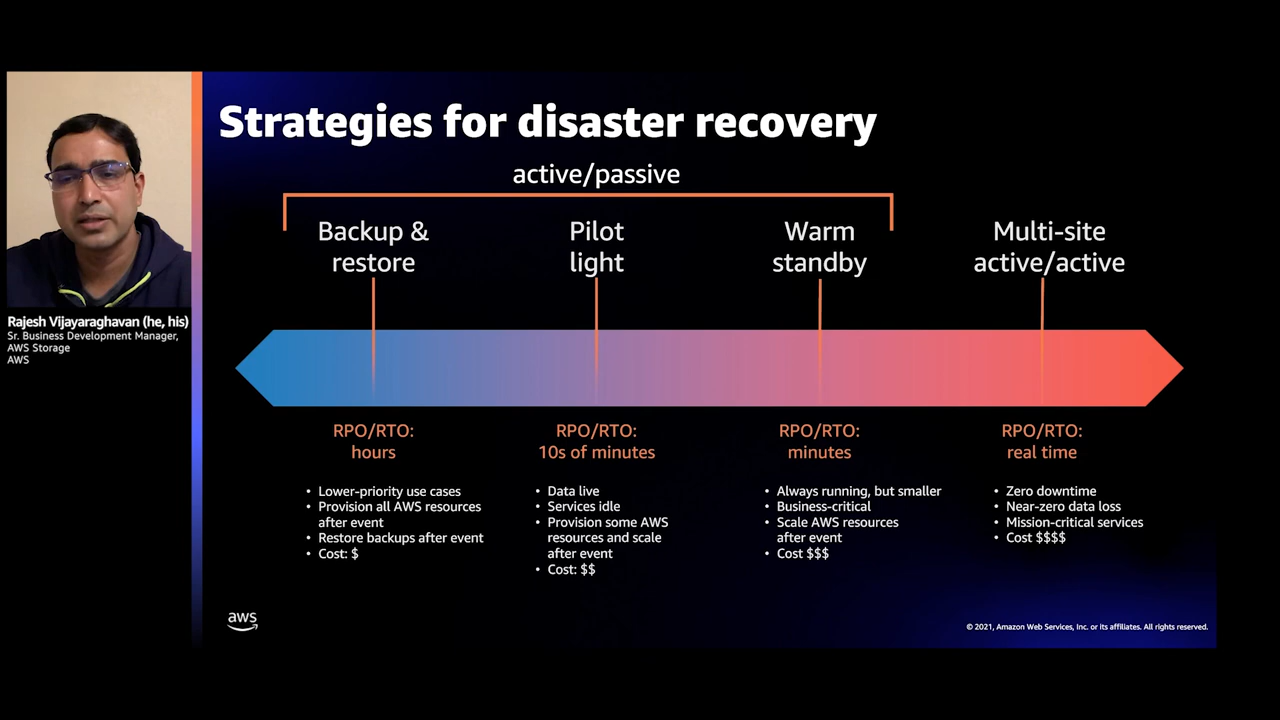 Strategies for disaster recovery
active/passive
Backup &
restore
Pilot
light
Warm
standby
Multi-site
active/active
Rajesh Vijayaraghavan (he, his)
Sr. Business Development Manager,
AWS Storage
AWS
RPO/RTO:
hours
• Lower-priority use cases
• Provision all AWS resources
after event
• Restore backups after event
• Cost: $
RPO/RTO:
10s of minutes
• Data live
• Services idle
• Provision some AWS
resources and scale
after event
• Cost: $$
RPO/RTO:
minutes
• Always running, but smaller
• Business-critical
• Scale AWS resources
after event
• Cost $$$
RPO/RTO:
real time
• Zero downtime
• Near-zero data loss
• Mission-critical services
• Cost $$$$
aws
© 2021, Amazon Web Services, Inc. or its affiliates. All rights reserved.